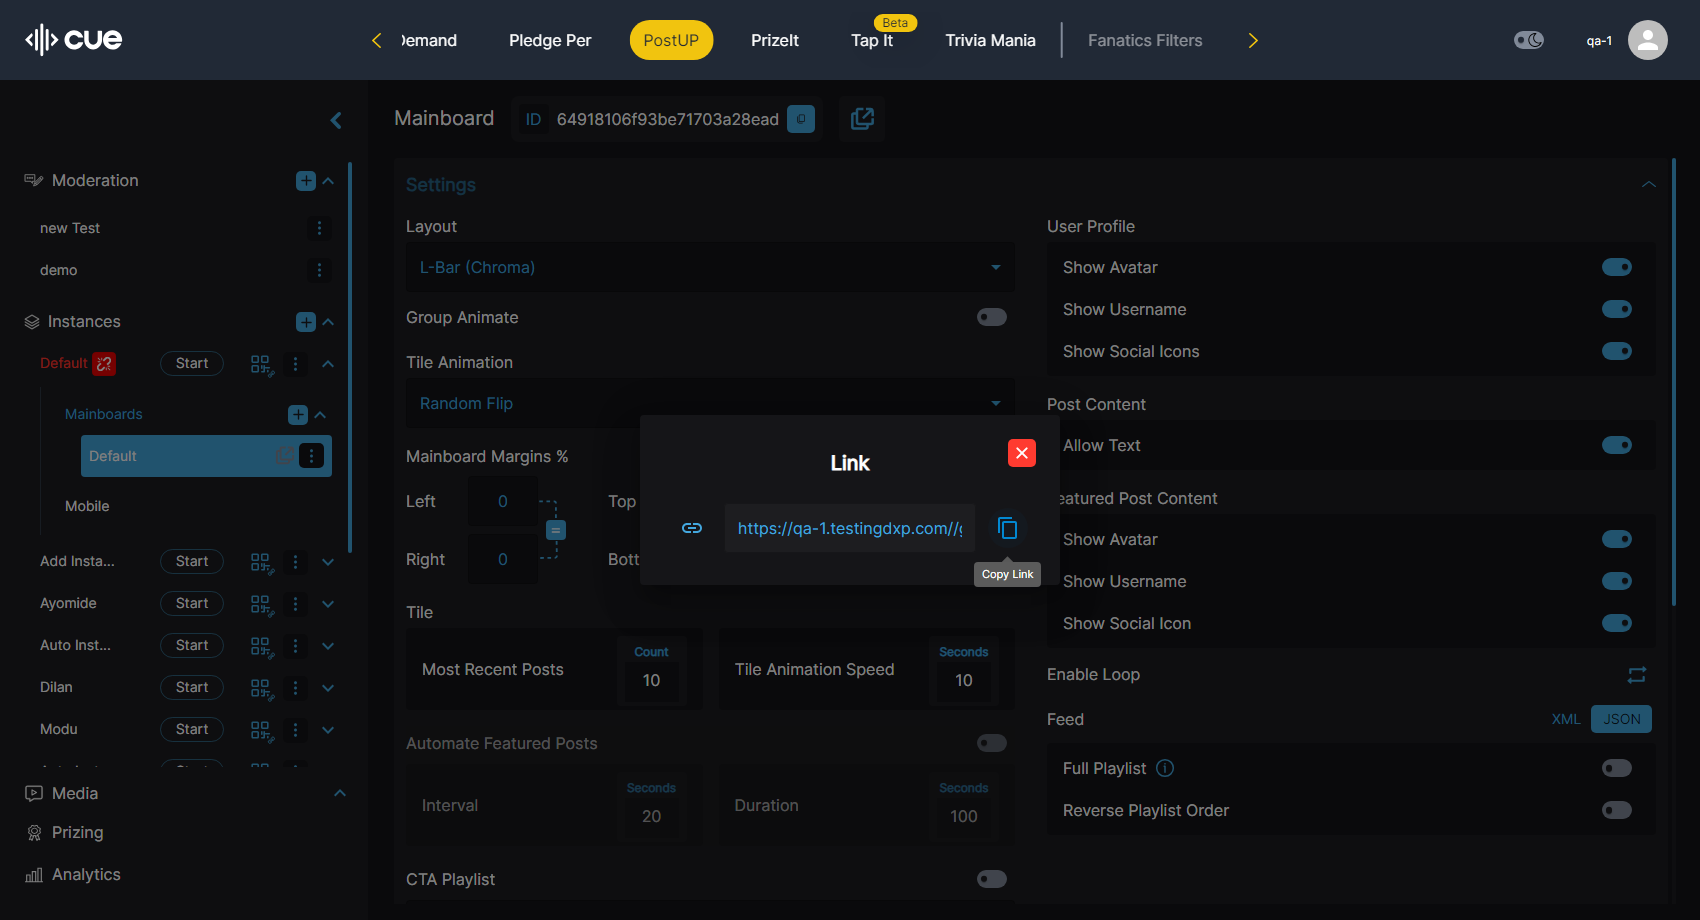 cue
Demand
Pledge Per
PostUP
PrizeIt
Beta
Tap It
Trivia Mania
Fanatics Filters
qa-1
Mainboard
ID
64918106f93be71703a28ead
Moderation
new Test
demo
Instances
Default
Start
Mainboards
Default
Mobile
Add Insta...
Start
Ayomide
Start
Auto Inst...
Start
Dilan
Start
Modu
Start
Media
Prizing
Analytics
Settings
Layout
L-Bar (Chroma)
Group Animate
Tile Animation
Random Flip
Mainboard Margins %
Left
0
Top
Right
0
Bott
Tile
Most Recent Posts
Count
10
Tile Animation Speed
Seconds
10
Automate Featured Posts
Interval
Seconds
20
Duration
Seconds
100
CTA Playlist
User Profile
Show Avatar
Show Username
Show Social Icons
Post Content
Allow Text
eatured Post Content
Show Avatar
Show Username
Show Social Icon
Enable Loop
Feed
XML
JSON
Full Playlist
Reverse Playlist Order
Link
https://qa-1.testingdxp.com//g
Copy Link